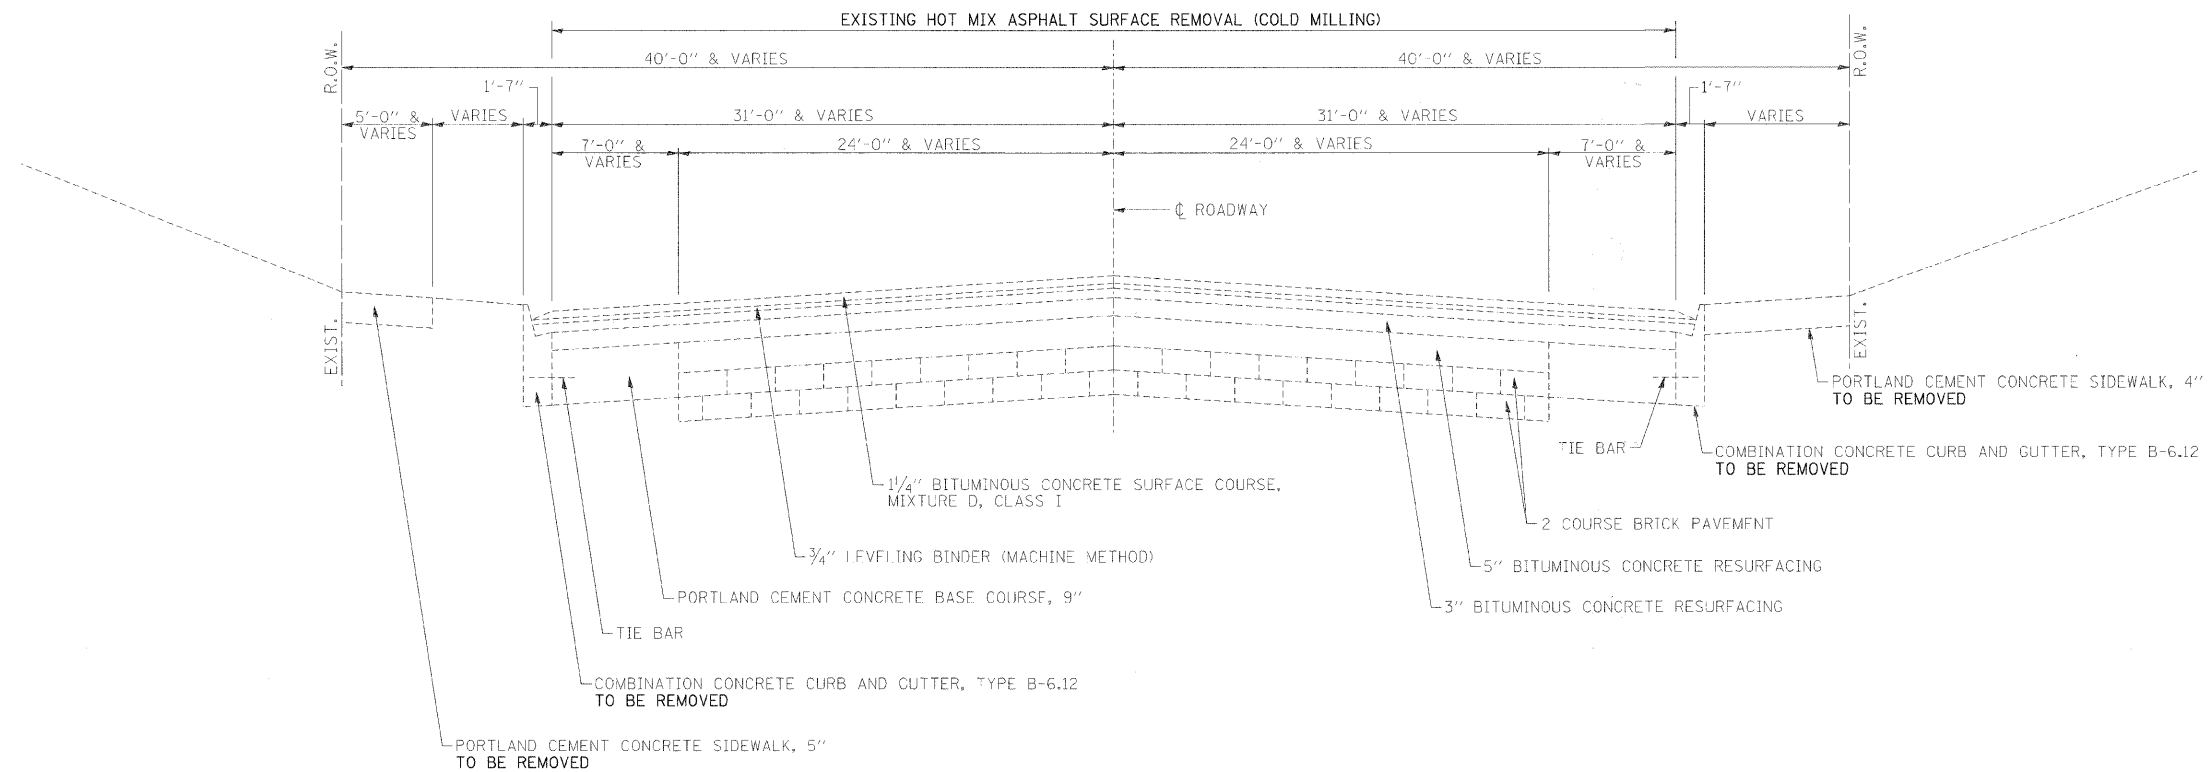 EXISTING HOT MIX ASPHALT SURFACE REMOVAL (COLD MILLING)
R.O.W.
40'-0" & VARIES
40'-0" & VARIES
R.O.W.
1'-7"
1'-7"
5'-0" &
VARIES
VARIES
31'-0" & VARIES
31'-0" & VARIES
VARIES
7'-0" &
VARIES
24'-0" & VARIES
24'-0" & VARIES
7'-0" &
VARIES
℄ ROADWAY
EXIST.
EXIST.
PORTLAND CEMENT CONCRETE SIDEWALK, 4"
TO BE REMOVED
TIE BAR
COMBINATION CONCRETE CURB AND GUTTER, TYPE B-6.12
TO BE REMOVED
1¼" BITUMINOUS CONCRETE SURFACE COURSE,
MIXTURE D, CLASS I
2 COURSE BRICK PAVEMENT
¾" LEVELING BINDER (MACHINE METHOD)
5" BITUMINOUS CONCRETE RESURFACING
PORTLAND CEMENT CONCRETE BASE COURSE, 9"
3" BITUMINOUS CONCRETE RESURFACING
TIE BAR
COMBINATION CONCRETE CURB AND GUTTER, TYPE B-6.12
TO BE REMOVED
PORTLAND CEMENT CONCRETE SIDEWALK, 5"
TO BE REMOVED